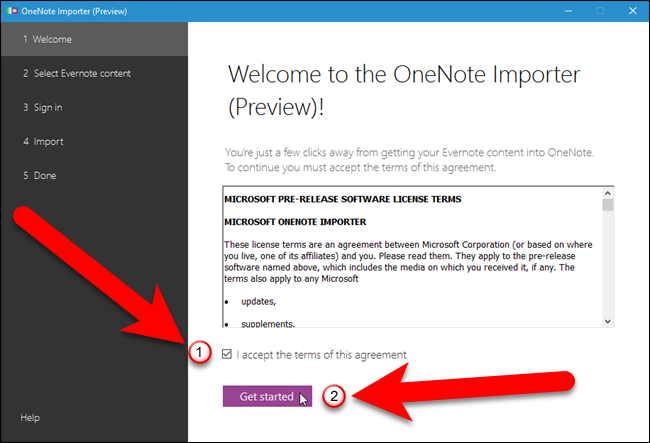 OneNote Importer (Preview)
1 Welcome
2 Select Evernote content
3 Sign in
4 Import
5 Done
Help
Welcome to the OneNote Importer
(Preview)!
You're just a few clicks away from getting your Evernote content into OneNote.
To continue you must accept the terms of this agreement.
MICROSOFT PRE-RELEASE SOFTWARE LICENSE TERMS
MICROSOFT ONENOTE IMPORTER
These license terms are an agreement between Microsoft Corporation (or based on where
you live, one of its affiliates) and you. Please read them. They apply to the pre-release
software named above, which includes the media on which you received it, if any. The
terms also apply to any Microsoft
• updates,
• supplements,
1
I accept the terms of this agreement
Get started
2